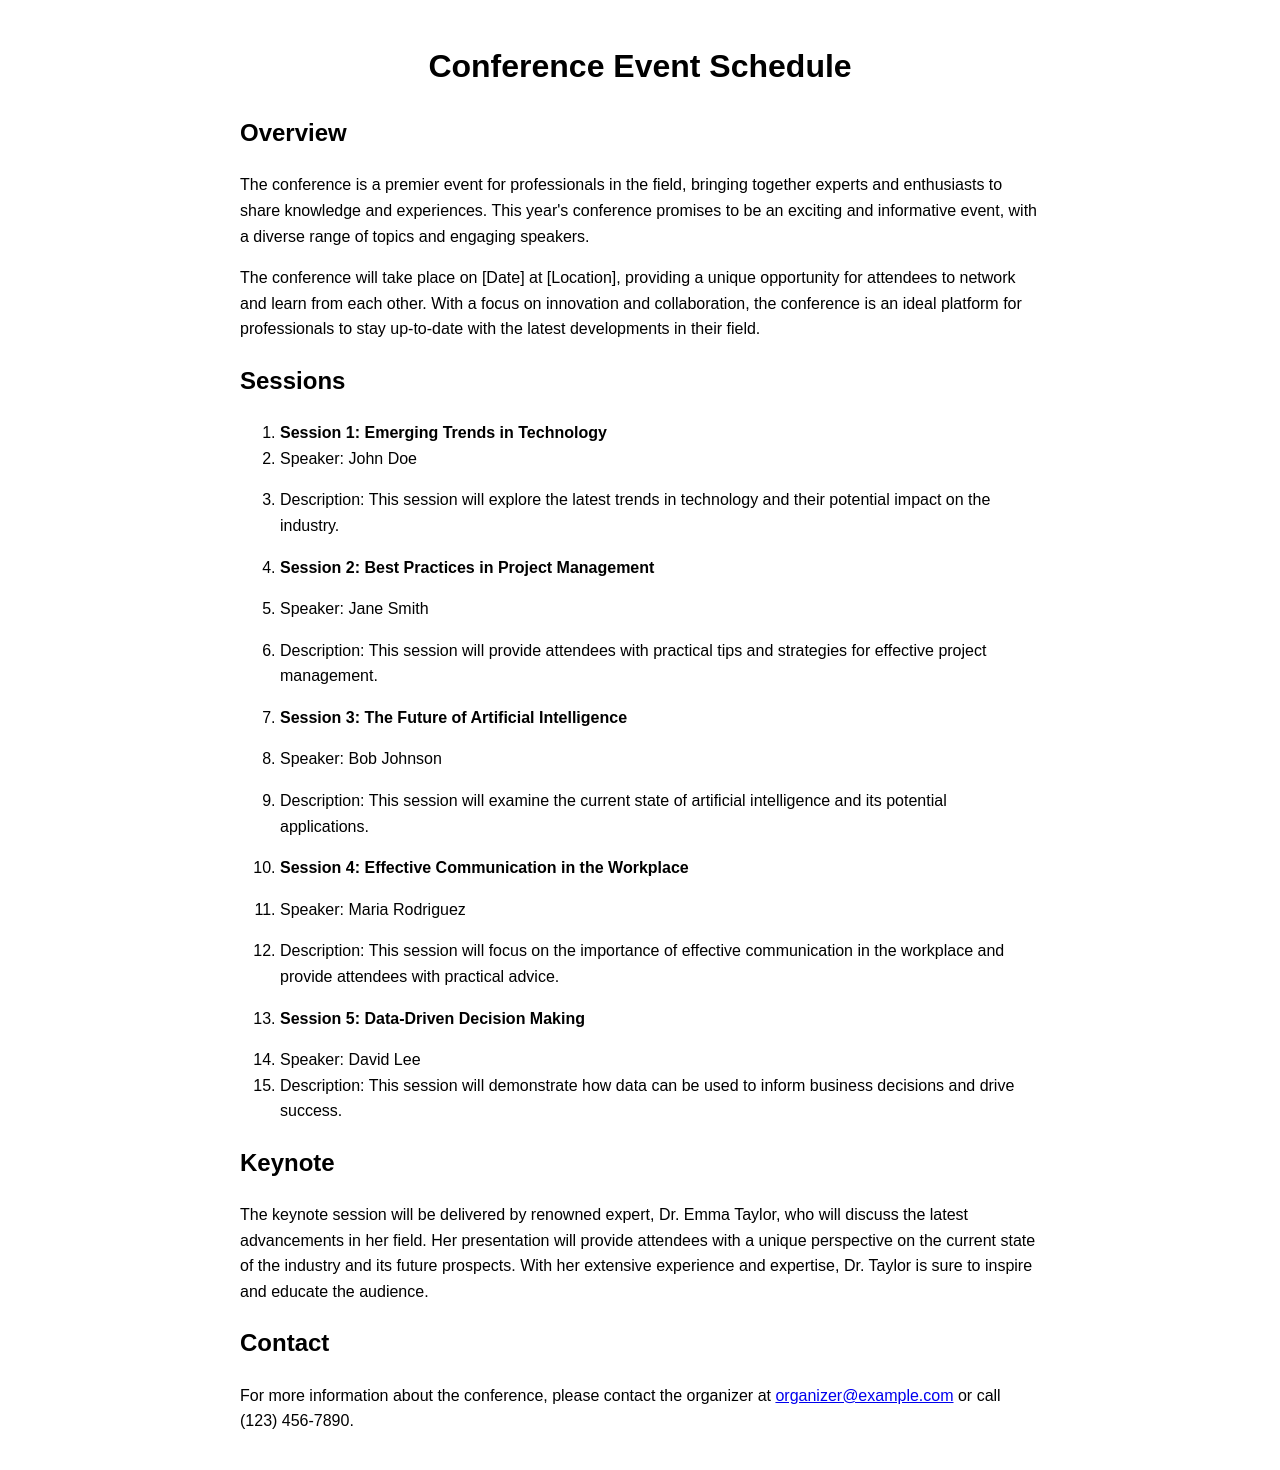 Conference Event Schedule
Overview
The conference is a premier event for professionals in the field, bringing together experts and enthusiasts to
share knowledge and experiences. This year's conference promises to be an exciting and informative event, with
a diverse range of topics and engaging speakers.
The conference will take place on [Date] at [Location], providing a unique opportunity for attendees to network
and learn from each other. With a focus on innovation and collaboration, the conference is an ideal platform for
professionals to stay up-to-date with the latest developments in their field.
Sessions
1. Session 1: Emerging Trends in Technology
2. Speaker: John Doe
3. Description: This session will explore the latest trends in technology and their potential impact on the
industry.
4. Session 2: Best Practices in Project Management
5. Speaker: Jane Smith
6. Description: This session will provide attendees with practical tips and strategies for effective project
management.
7. Session 3: The Future of Artificial Intelligence
8. Speaker: Bob Johnson
9. Description: This session will examine the current state of artificial intelligence and its potential
applications.
10. Session 4: Effective Communication in the Workplace
11. Speaker: Maria Rodriguez
12. Description: This session will focus on the importance of effective communication in the workplace and
provide attendees with practical advice.
13. Session 5: Data-Driven Decision Making
14. Speaker: David Lee
15. Description: This session will demonstrate how data can be used to inform business decisions and drive
success.
Keynote
The keynote session will be delivered by renowned expert, Dr. Emma Taylor, who will discuss the latest
advancements in her field. Her presentation will provide attendees with a unique perspective on the current state
of the industry and its future prospects. With her extensive experience and expertise, Dr. Taylor is sure to inspire
and educate the audience.
Contact
For more information about the conference, please contact the organizer at organizer@example.com or call
(123) 456-7890.